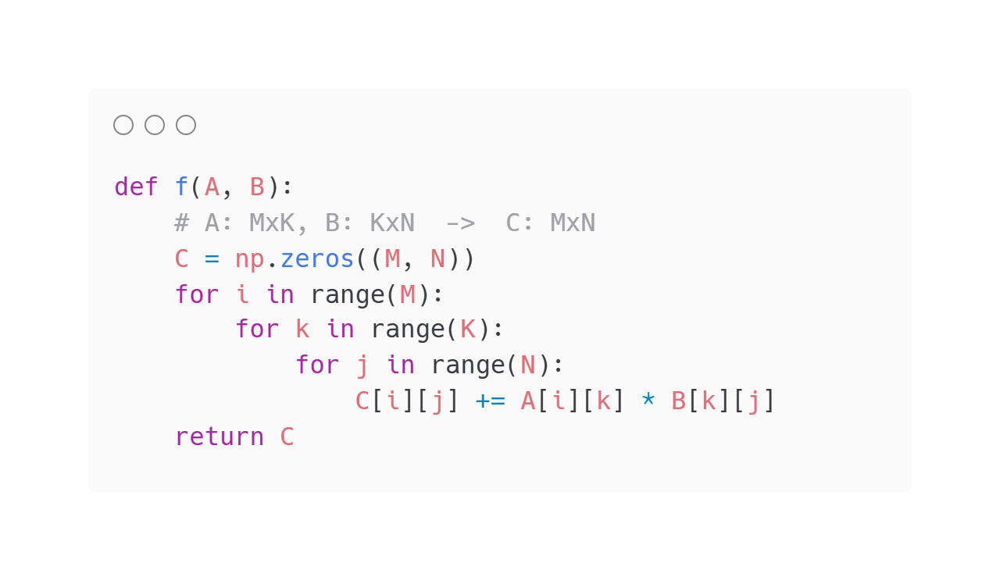 def f(A, B):
    # A: MxK, B: KxN  ->  C: MxN
    C = np.zeros((M, N))
    for i in range(M):
        for k in range(K):
            for j in range(N):
                C[i][j] += A[i][k] * B[k][j]
    return C